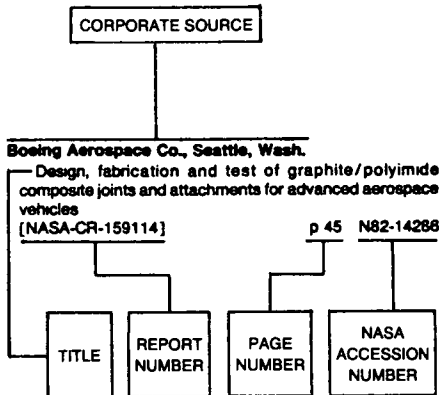 CORPORATE SOURCE
Boeing Aerospace Co., Seattle, Wash.
Design, fabrication and test of graphite/polyimide
composite joints and attachments for advanced aerospace
vehicles
[NASA-CR-159114] p 45 N82-14288
TITLE
REPORT
NUMBER
PAGE
NUMBER
NASA
ACCESSION
NUMBER